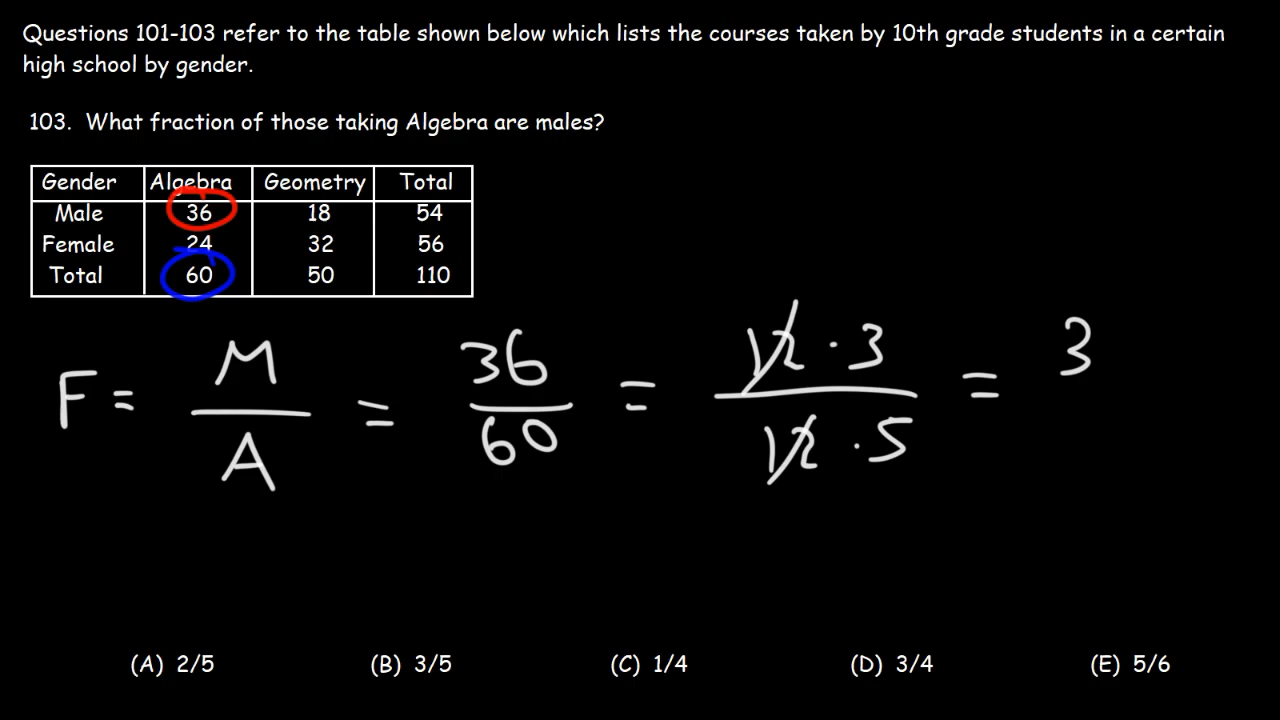 Questions 101-103 refer to the table shown below which lists the courses taken by 10th grade students in a certain
high school by gender.
103. What fraction of those taking Algebra are males?
Gender Algebra Geometry Total
Male 36 18 54
Female 24 32 56
Total 60 50 110
F = M/A = 36/60 = 12·3/12·5 = 3
(A) 2/5 (B) 3/5 (C) 1/4 (D) 3/4 (E) 5/6